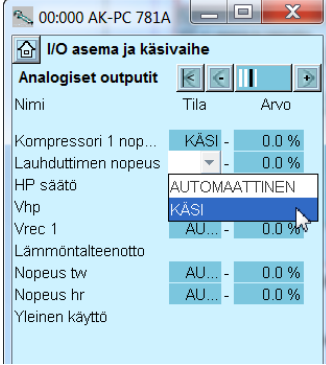 00:000 AK-PC 781A
I/O asema ja käsivaihe
Analogiset outputit
Nimi Tila Arvo
Kompressori 1 nop... KÄSI - 0.0 %
Lauhduttimen nopeus - 0.0 %
HP säätö AUTOMAATTINEN
Vhp KÄSI
Vrec 1 AU... - 0.0 %
Lämmöntalteenotto
Nopeus tw AU... - 0.0 %
Nopeus hr AU... - 0.0 %
Yleinen käyttö